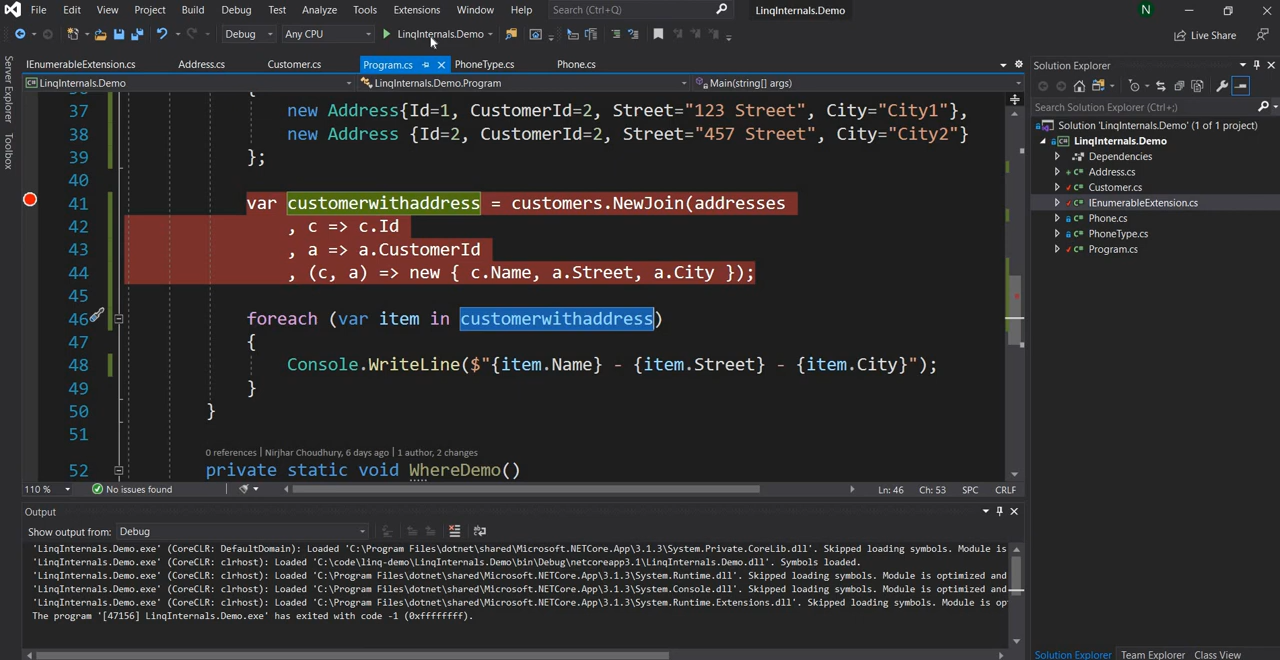 File Edit View Project Build Debug Test Analyze Tools Extensions Window Help Search (Ctrl+Q) LinqInternals.Demo N
Debug Any CPU LinqInternals.Demo Live Share
IEnumerableExtension.cs Address.cs Customer.cs Program.cs PhoneType.cs Phone.cs
LinqInternals.Demo LinqInternals.Demo.Program Main(string[] args)
Server Explorer
Toolbox
{
37 new Address{Id=1, CustomerId=2, Street="123 Street", City="City1"},
38 new Address {Id=2, CustomerId=2, Street="457 Street", City="City2"}
39 };
40
41 var customerwithaddress = customers.NewJoin(addresses
42 , c => c.Id
43 , a => a.CustomerId
44 , (c, a) => new { c.Name, a.Street, a.City });
45
46 foreach (var item in customerwithaddress)
47 {
48 Console.WriteLine($"{item.Name} - {item.Street} - {item.City}");
49 }
50 }
51
0 references | Nirjhar Choudhury, 6 days ago | 1 author, 2 changes
52 private static void WhereDemo()
110 % No issues found Ln: 46 Ch: 53 SPC CRLF
Output
Show output from: Debug
'LinqInternals.Demo.exe' (CoreCLR: DefaultDomain): Loaded 'C:\Program Files\dotnet\shared\Microsoft.NETCore.App\3.1.3\System.Private.CoreLib.dll'. Skipped loading symbols. Module is
'LinqInternals.Demo.exe' (CoreCLR: clrhost): Loaded 'C:\code\linq-demo\LinqInternals.Demo\bin\Debug\netcoreapp3.1\LinqInternals.Demo.dll'. Symbols loaded.
'LinqInternals.Demo.exe' (CoreCLR: clrhost): Loaded 'C:\Program Files\dotnet\shared\Microsoft.NETCore.App\3.1.3\System.Runtime.dll'. Skipped loading symbols. Module is optimized and
'LinqInternals.Demo.exe' (CoreCLR: clrhost): Loaded 'C:\Program Files\dotnet\shared\Microsoft.NETCore.App\3.1.3\System.Console.dll'. Skipped loading symbols. Module is optimized and
'LinqInternals.Demo.exe' (CoreCLR: clrhost): Loaded 'C:\Program Files\dotnet\shared\Microsoft.NETCore.App\3.1.3\System.Runtime.Extensions.dll'. Skipped loading symbols. Module is op
The program '[47156] LinqInternals.Demo.exe' has exited with code -1 (0xffffffff).
Solution Explorer
Search Solution Explorer (Ctrl+;)
Solution 'LinqInternals.Demo' (1 of 1 project)
LinqInternals.Demo
Dependencies
Address.cs
Customer.cs
IEnumerableExtension.cs
Phone.cs
PhoneType.cs
Program.cs
Solution Explorer Team Explorer Class View